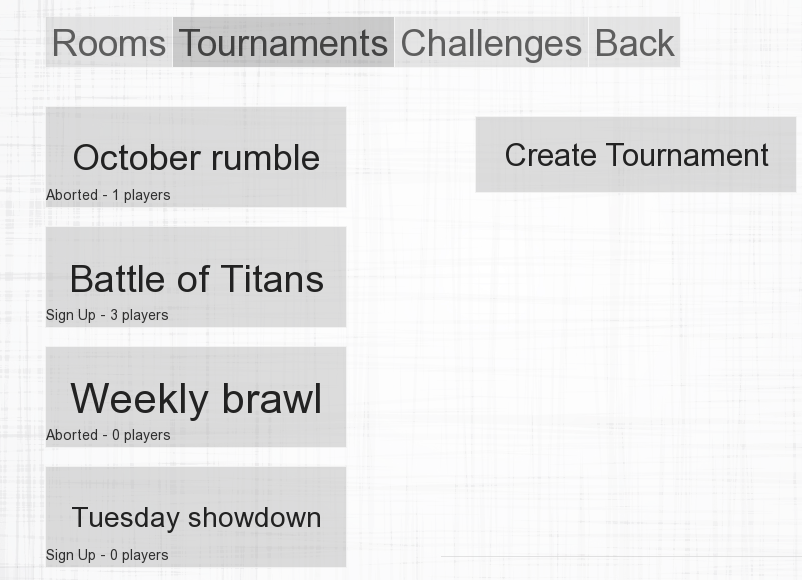 Rooms Tournaments Challenges Back
October rumble
Aborted - 1 players
Create Tournament
Battle of Titans
Sign Up - 3 players
Weekly brawl
Aborted - 0 players
Tuesday showdown
Sign Up - 0 players